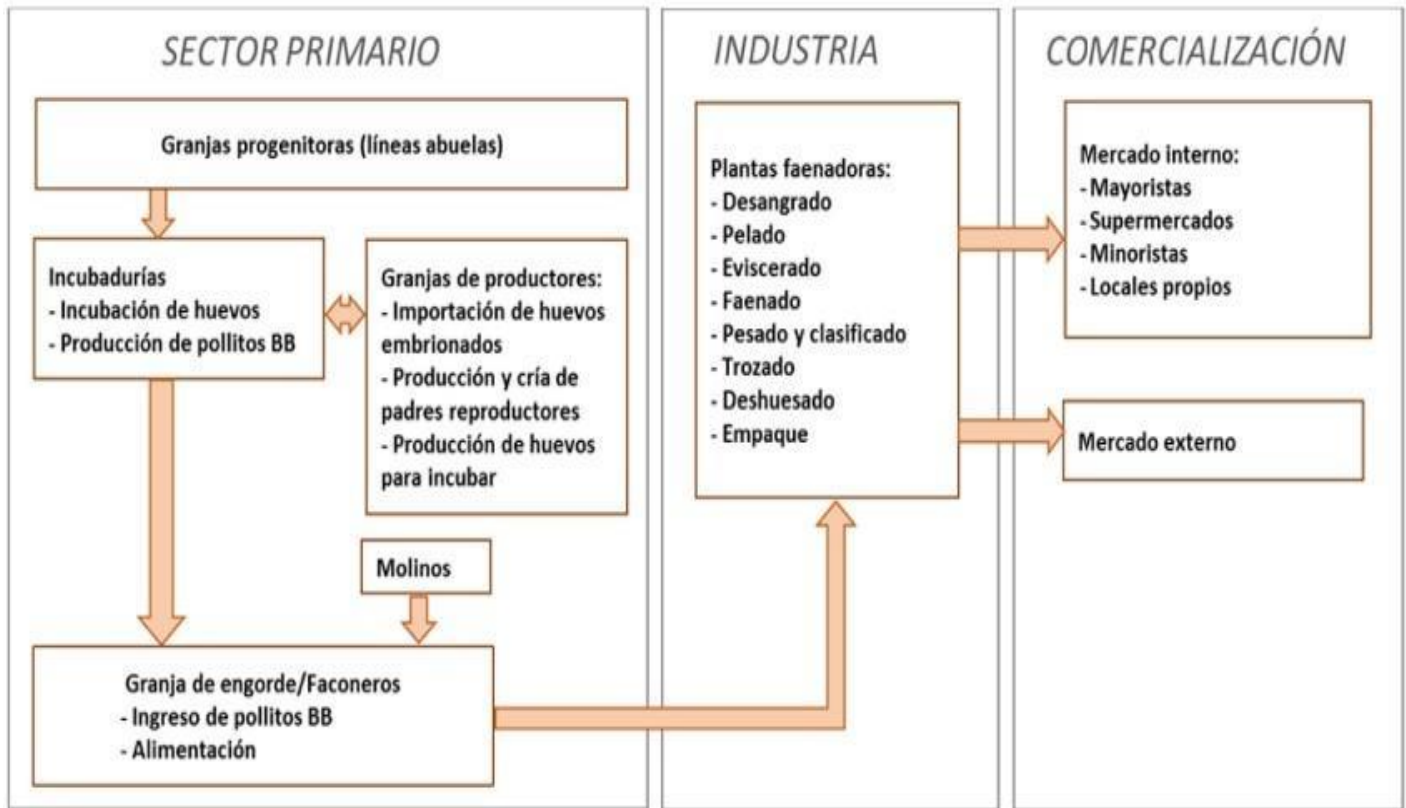 SECTOR PRIMARIO
Granjas progenitoras (líneas abuelas)
Incubadurías
- Incubación de huevos
- Producción de pollitos BB
Granjas de productores:
- Importación de huevos
embrionados
- Producción y cría de
padres reproductores
- Producción de huevos
para incubar
Molinos
Granja de engorde/Faconeros
- Ingreso de pollitos BB
- Alimentación
INDUSTRIA
Plantas faenadoras:
- Desangrado
- Pelado
- Eviscerado
- Faenado
- Pesado y clasificado
- Trozado
- Deshuesado
- Empaque
COMERCIALIZACIÓN
Mercado interno:
- Mayoristas
- Supermercados
- Minoristas
- Locales propios
Mercado externo